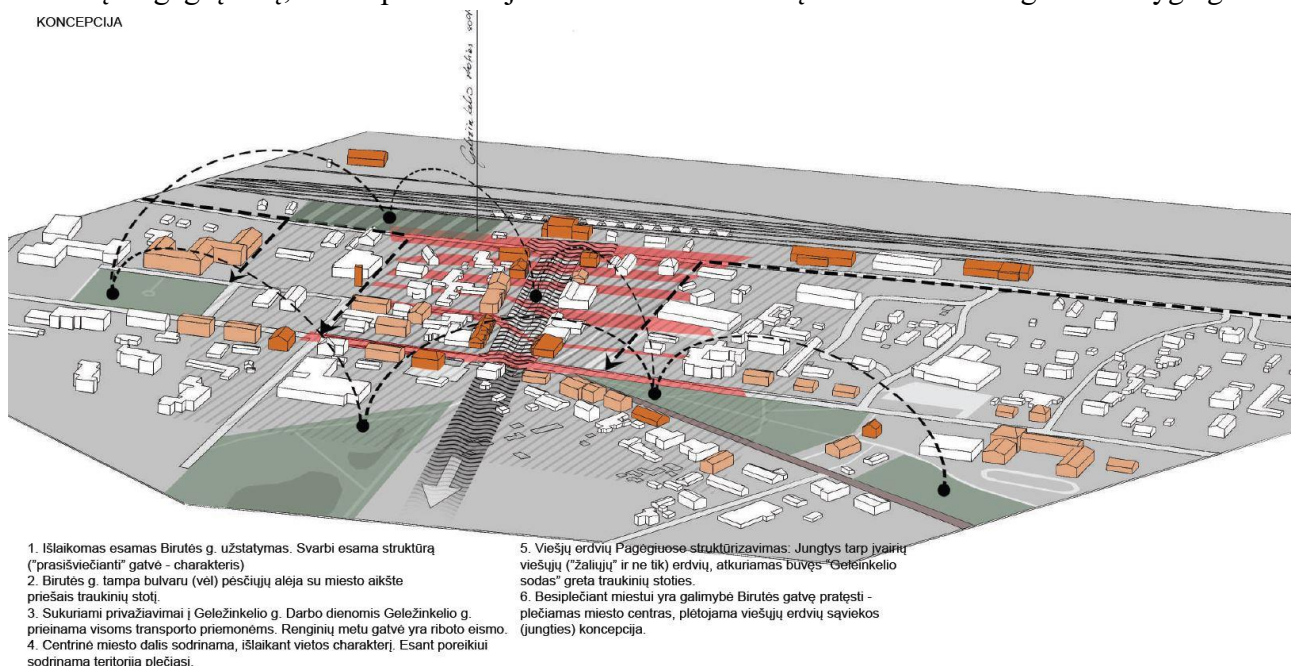 KONCEPCIJA
1. Išlaikomas esamas Birutės g. užstatymas. Svarbi esama struktūrą
("prasišviečianti" gatvė - charakteris)
2. Birutės g. tampa bulvaru (vėl) pėsčiųjų alėja su miesto aikšte
priešais traukinių stotį.
3. Sukuriami privažiavimai į Geležinkelio g. Darbo dienomis Geležinkelio g.
prieinama visoms transporto priemonėms. Renginių metu gatvė yra riboto eismo.
4. Centrinė miesto dalis sodrinama, išlaikant vietos charakterį. Esant poreikiui
sodrinama teritorija plečiasi.
5. Viešjų erdvių Pagėgiuose struktūrizavimas: Jungtys tarp įvairių
viešųjų ("žaliųjų" ir ne tik) erdvių, atkuriamas buvęs "Geleinkelio
sodas" greta traukinių stoties.
6. Besiplečiant miestui yra galimybė Birutės gatvę pratęsti -
plečiamas miesto centras, plėtojama viešųjų erdvių sąviekos
(jungties) koncepcija.